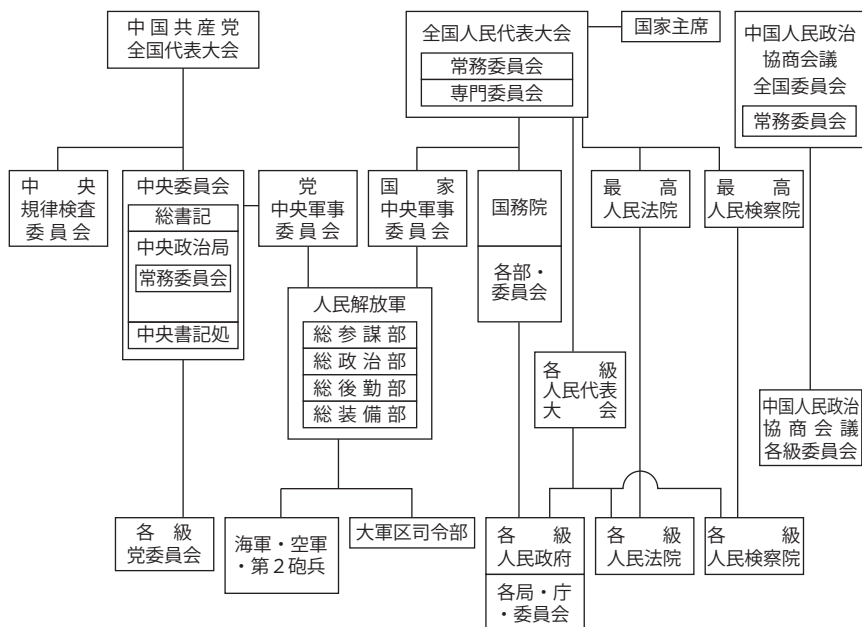 中国共産党
全国代表大会
全国人民代表大会
常務委員会
専門委員会
国家主席
中国人民政治
協商会議
全国委員会
常務委員会
中央
規律検査
委員会
中央委員会
総書記
中央政治局
常務委員会
中央書記処
党
中央軍事
委員会
国家
中央軍事
委員会
国務院
各部・
委員会
最高
人民法院
最高
人民検察院
人民解放軍
総参謀部
総政治部
総後勤部
総装備部
各級
人民代表
大会
中国人民政治
協商会議
各級委員会
各級
党委員会
海軍・空軍
・第２砲兵
大軍区司令部
各級
人民政府
各局・庁
・委員会
各級
人民法院
各級
人民検察院